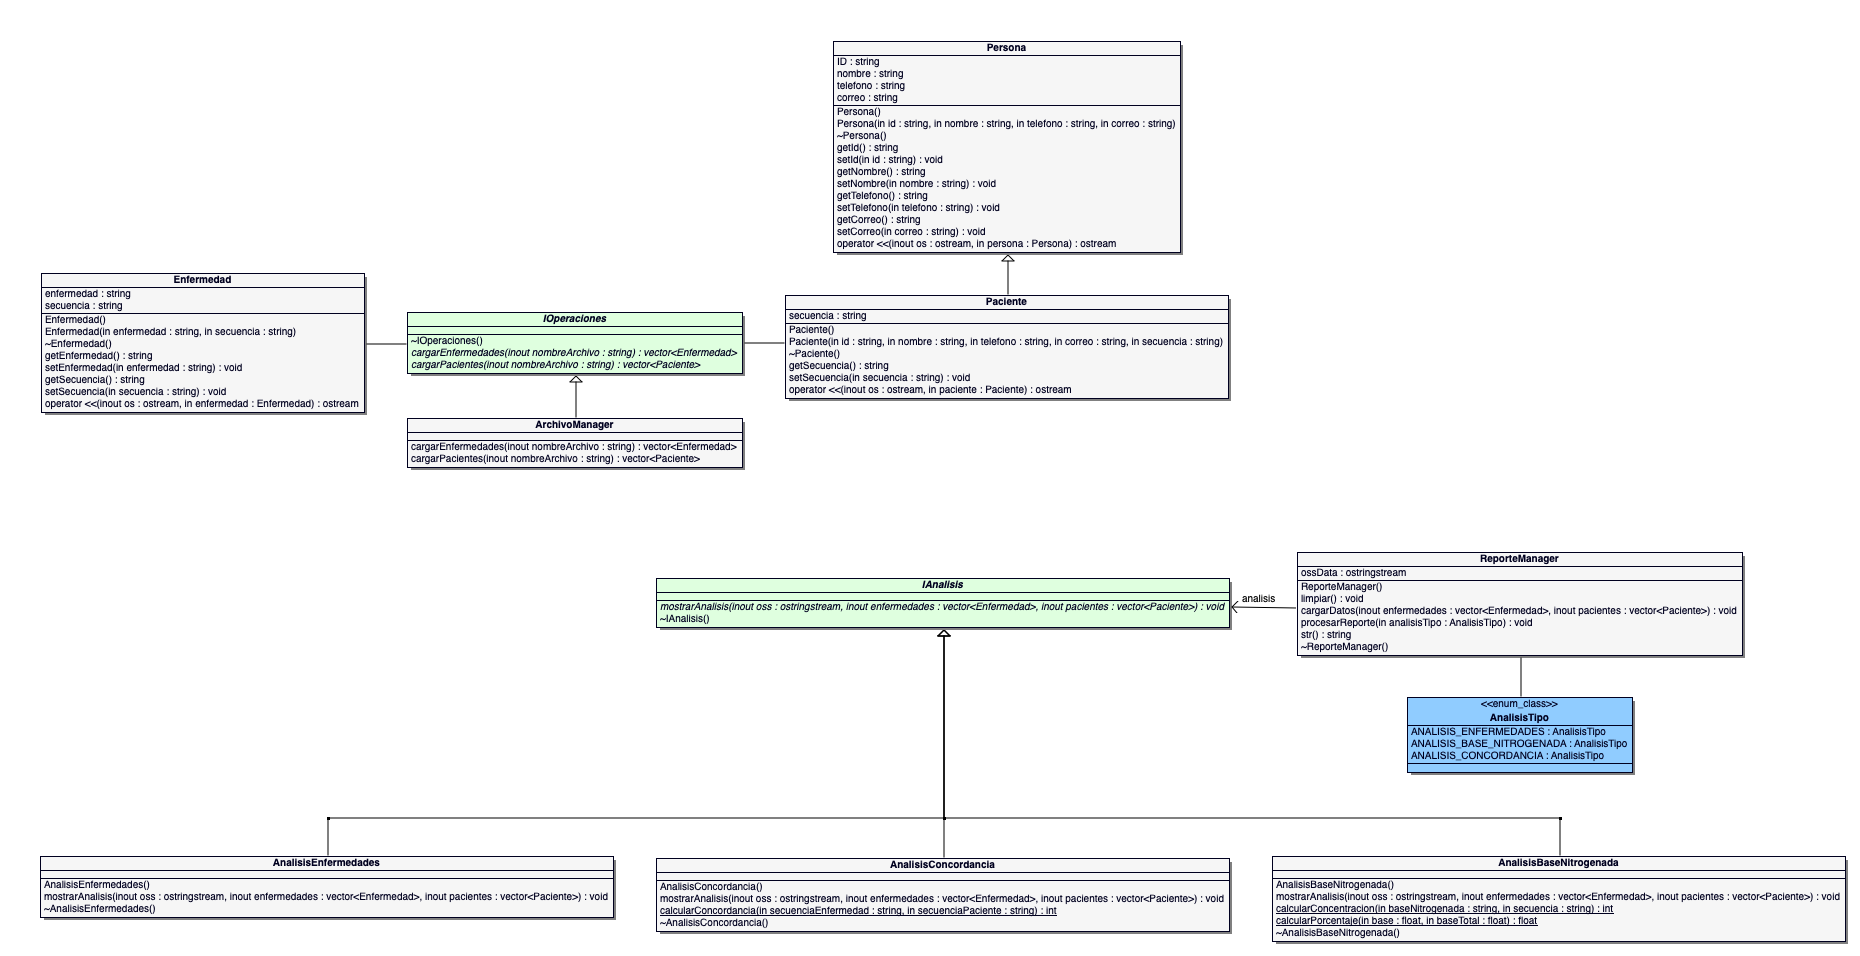 Persona
ID : string
nombre : string
telefono : string
correo : string
Persona()
Persona(in id : string, in nombre : string, in telefono : string, in correo : string)
~Persona()
getId() : string
setId(in id : string) : void
getNombre() : string
setNombre(in nombre : string) : void
getTelefono() : string
setTelefono(in telefono : string) : void
getCorreo() : string
setCorreo(in correo : string) : void
operator <<(inout os : ostream, in persona : Persona) : ostream
Enfermedad
enfermedad : string
secuencia : string
Enfermedad()
Enfermedad(in enfermedad : string, in secuencia : string)
~Enfermedad()
getEnfermedad() : string
setEnfermedad(in enfermedad : string) : void
getSecuencia() : string
setSecuencia(in secuencia : string) : void
operator <<(inout os : ostream, in enfermedad : Enfermedad) : ostream
IOperaciones
~IOperaciones()
cargarEnfermedades(inout nombreArchivo : string) : vector<Enfermedad>
cargarPacientes(inout nombreArchivo : string) : vector<Paciente>
Paciente
secuencia : string
Paciente()
Paciente(in id : string, in nombre : string, in telefono : string, in correo : string, in secuencia : string)
~Paciente()
getSecuencia() : string
setSecuencia(in secuencia : string) : void
operator <<(inout os : ostream, in paciente : Paciente) : ostream
ArchivoManager
cargarEnfermedades(inout nombreArchivo : string) : vector<Enfermedad>
cargarPacientes(inout nombreArchivo : string) : vector<Paciente>
IAnalisis
mostrarAnalisis(inout oss : ostringstream, inout enfermedades : vector<Enfermedad>, inout pacientes : vector<Paciente>) : void
~IAnalisis()
analisis
ReporteManager
ossData : ostringstream
ReporteManager()
limpiar() : void
cargarDatos(inout enfermedades : vector<Enfermedad>, inout pacientes : vector<Paciente>) : void
procesarReporte(in analisisTipo : AnalisisTipo) : void
str() : string
~ReporteManager()
<<enum_class>>
AnalisisTipo
ANALISIS_ENFERMEDADES : AnalisisTipo
ANALISIS_BASE_NITROGENADA : AnalisisTipo
ANALISIS_CONCORDANCIA : AnalisisTipo
AnalisisEnfermedades
AnalisisEnfermedades()
mostrarAnalisis(inout oss : ostringstream, inout enfermedades : vector<Enfermedad>, inout pacientes : vector<Paciente>) : void
~AnalisisEnfermedades()
AnalisisConcordancia
AnalisisConcordancia()
mostrarAnalisis(inout oss : ostringstream, inout enfermedades : vector<Enfermedad>, inout pacientes : vector<Paciente>) : void
calcularConcordancia(in secuenciaEnfermedad : string, in secuenciaPaciente : string) : int
~AnalisisConcordancia()
AnalisisBaseNitrogenada
AnalisisBaseNitrogenada()
mostrarAnalisis(inout oss : ostringstream, inout enfermedades : vector<Enfermedad>, inout pacientes : vector<Paciente>) : void
calcularConcentracion(in baseNitrogenada : string, in secuencia : string) : int
calcularPorcentaje(in base : float, in baseTotal : float) : float
~AnalisisBaseNitrogenada()